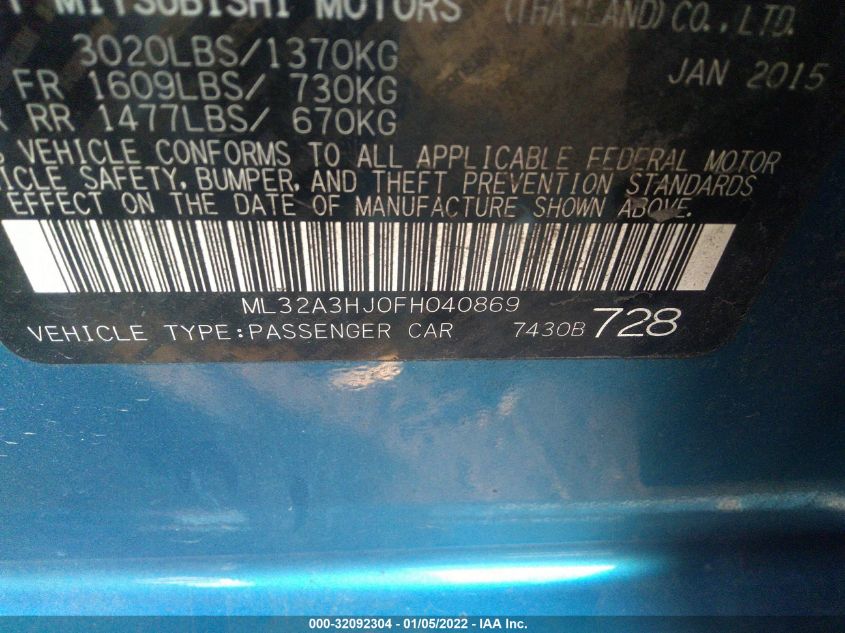 MITSUBISHI MOTORS (THAILAND) CO., LTD.
3020LBS/1370KG
JAN 2015
FR 1609LBS/ 730KG
RR 1477LBS/ 670KG
VEHICLE CONFORMS TO ALL APPLICABLE FEDERAL MOTOR
SAFETY, BUMPER, AND THEFT PREVENTION STANDARDS
EFFECT ON THE DATE OF MANUFACTURE SHOWN ABOVE.
ML32A3HJ0FH040869
VEHICLE TYPE:PASSENGER CAR 7430B 728
000-32092304 - 01/05/2022 - IAA Inc.